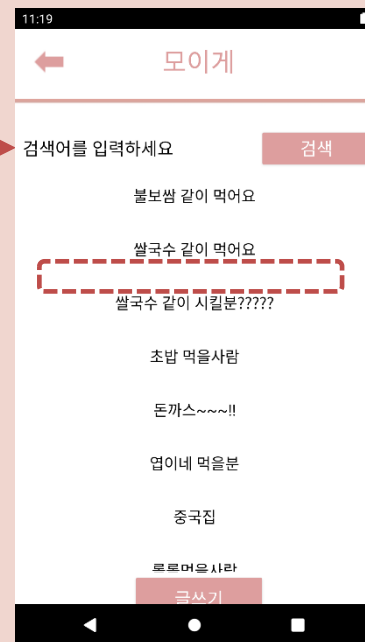 11:19
모이게
검색어를 입력하세요
검색
불보쌈 같이 먹어요
쌀국수 같이 먹어요
쌀국수 같이 시킬분?????
초밥 먹을사람
돈까스~~~!!
엽이네 먹을분
중국집
글쓰기